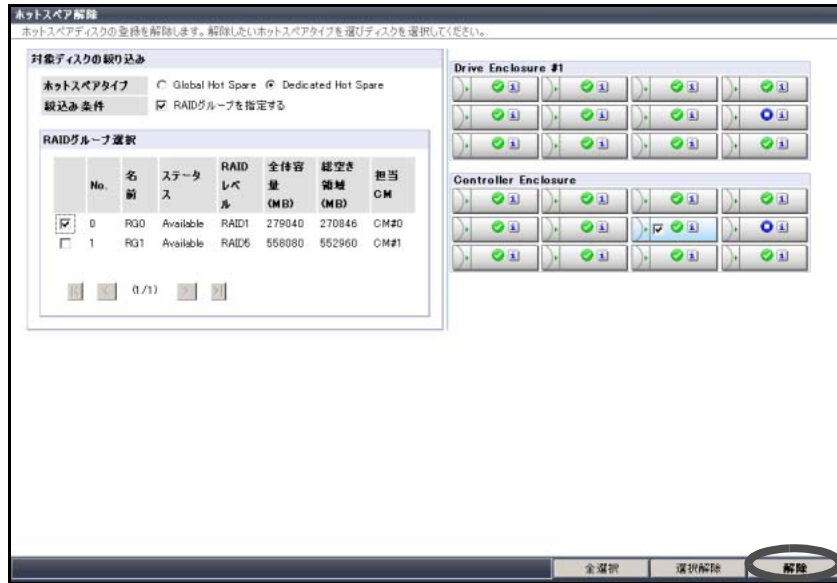 ホットスペア解除
ホットスペアディスクの登録を解除します。解除したいホットスペアタイプを選びディスクを選択してください。
対象ディスクの絞り込み
ホットスペアタイプ Global Hot Spare Dedicated Hot Spare
絞込み条件 RAIDグループを指定する
RAIDグループ選択
No. 名前 ステータス RAIDレベル 全体容量(MB) 総空き領域(MB) 担当CM
0 RG0 Available RAID1 279040 270846 CM#0
1 RG1 Available RAID5 558080 552960 CM#1
(1/1)
Drive Enclosure #1
Controller Enclosure
全選択 選択解除 解除